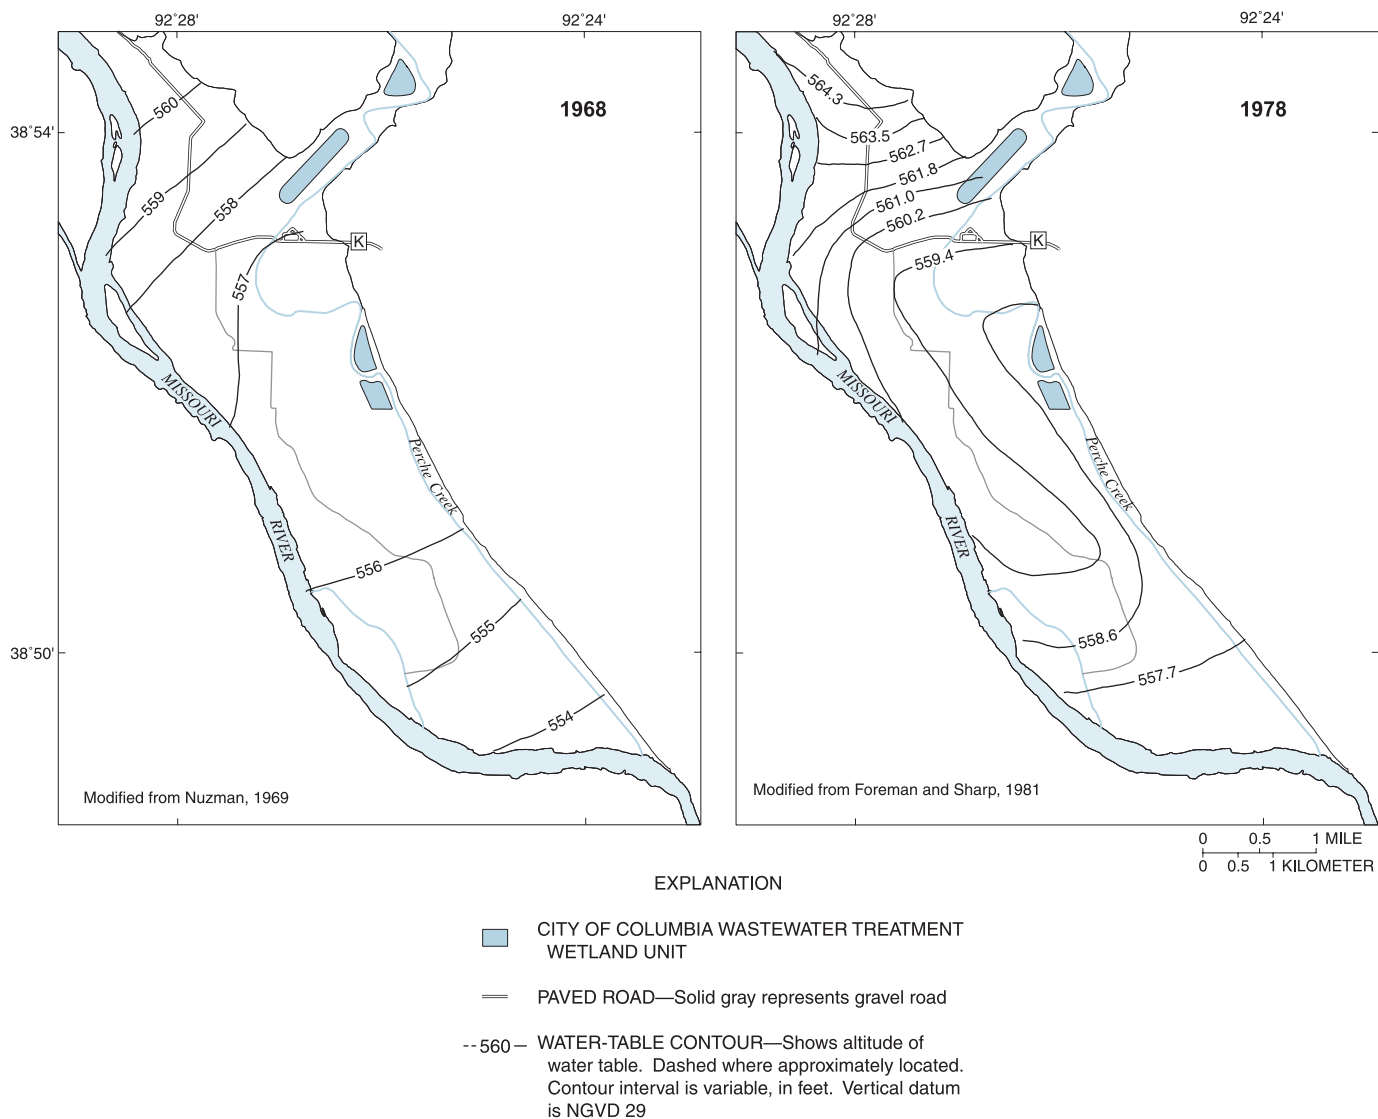 92°28'
92°24'
92°28'
92°24'
38°54'
38°50'
1968
560
559
558
557
K
MISSOURI
RIVER
Perche Creek
556
555
554
Modified from Nuzman, 1969
1978
564.3
563.5
562.7
561.8
561.0
560.2
559.4
K
MISSOURI
RIVER
Perche Creek
558.6
557.7
Modified from Foreman and Sharp, 1981
0 0.5 1 MILE
0 0.5 1 KILOMETER
EXPLANATION
CITY OF COLUMBIA WASTEWATER TREATMENT
WETLAND UNIT
PAVED ROAD—Solid gray represents gravel road
--560— WATER-TABLE CONTOUR—Shows altitude of
water table. Dashed where approximately located.
Contour interval is variable, in feet. Vertical datum
is NGVD 29